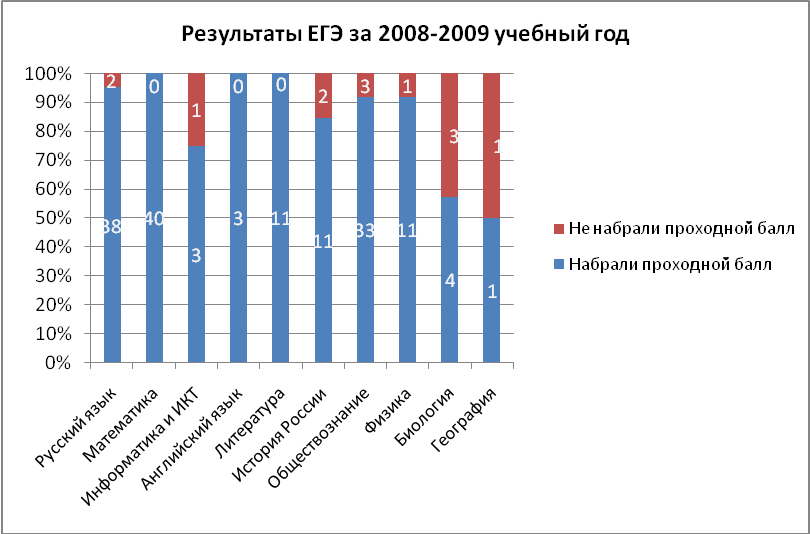 Результаты ЕГЭ за 2008-2009 учебный год
100%
90%
80%
70%
60%
50%
40%
30%
20%
10%
0%
2 0 1 0 0 2 3 1 3 1
38 40 3 3 11 11 33 11 4 1
Русский язык
Математика
Информатика и ИКТ
Английский язык
Литература
История России
Обществознание
Физика
Биология
География
Не набрали проходной балл
Набрали проходной балл